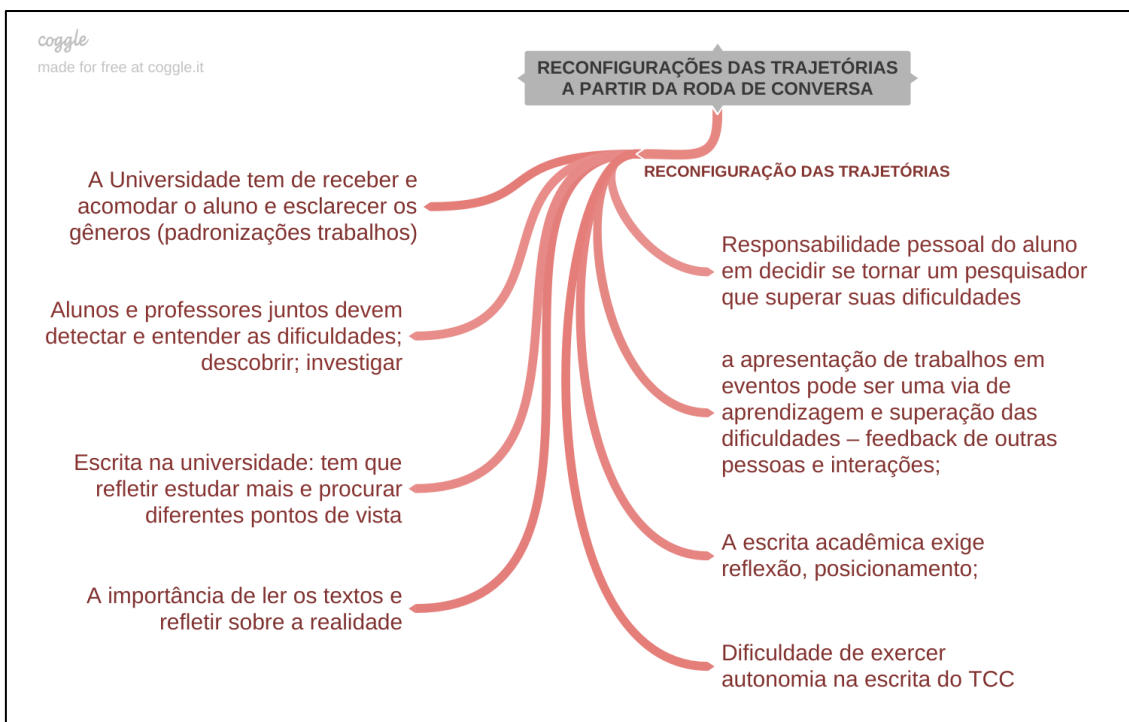 coggle
made for free at coggle.it
RECONFIGURAÇÕES DAS TRAJETÓRIAS
A PARTIR DA RODA DE CONVERSA
RECONFIGURAÇÃO DAS TRAJETÓRIAS
A Universidade tem de receber e
acomodar o aluno e esclarecer os
gêneros (padronizações trabalhos)
Alunos e professores juntos devem
detectar e entender as dificuldades;
descobrir; investigar
Escrita na universidade: tem que
refletir estudar mais e procurar
diferentes pontos de vista
A importância de ler os textos e
refletir sobre a realidade
Responsabilidade pessoal do aluno
em decidir se tornar um pesquisador
que superar suas dificuldades
a apresentação de trabalhos em
eventos pode ser uma via de
aprendizagem e superação das
dificuldades – feedback de outras
pessoas e interações;
A escrita acadêmica exige
reflexão, posicionamento;
Dificuldade de exercer
autonomia na escrita do TCC